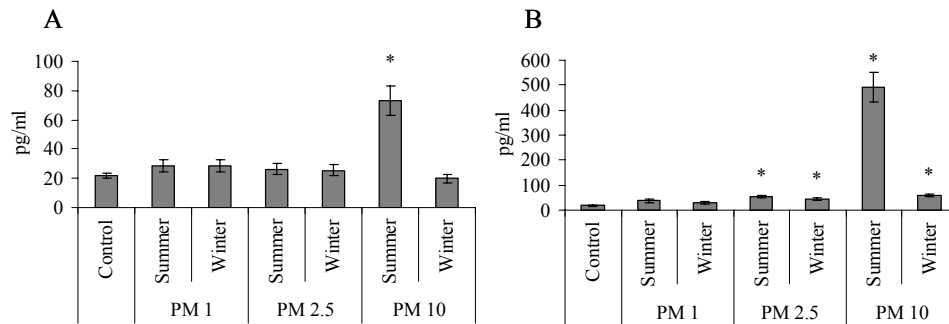 A
pg/ml
100
80
60
40
20
0
*
Control
Summer
Winter
Summer
Winter
Summer
Winter
PM 1
PM 2.5
PM 10
B
pg/ml
600
500
400
300
200
100
0
*
*
*
*
Control
Summer
Winter
Summer
Winter
Summer
Winter
PM 1
PM 2.5
PM 10